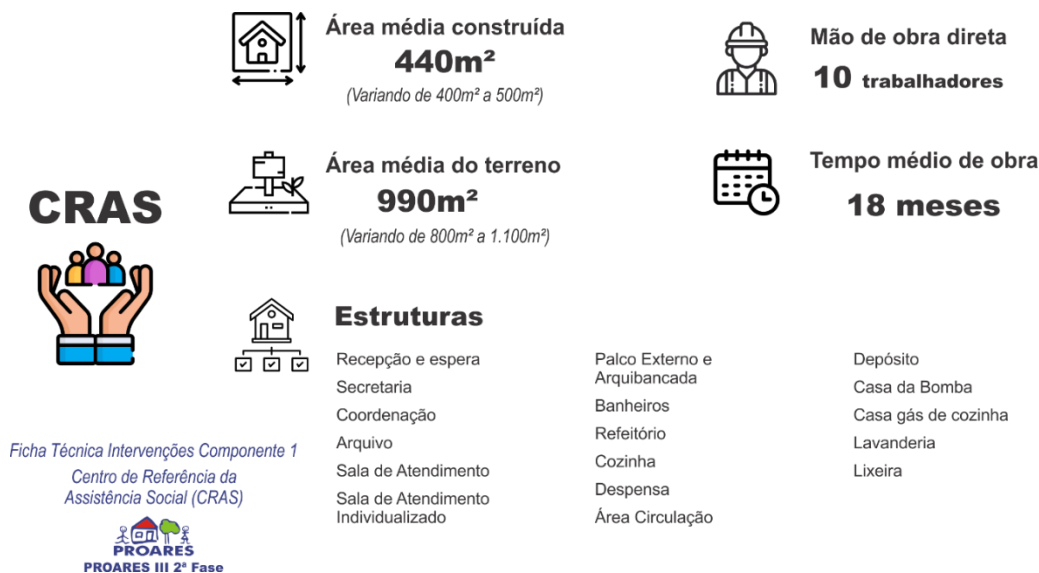 CRAS
Ficha Técnica Intervenções Componente 1
Centro de Referência da
Assistência Social (CRAS)
PROARES
PROARES III 2ª Fase
Área média construída
440m²
(Variando de 400m² a 500m²)
Área média do terreno
990m²
(Variando de 800m² a 1.100m²)
Mão de obra direta
10 trabalhadores
Tempo médio de obra
18 meses
Estruturas
Recepção e espera
Secretaria
Coordenação
Arquivo
Sala de Atendimento
Sala de Atendimento
Individualizado
Palco Externo e
Arquibancada
Banheiros
Refeitório
Cozinha
Despensa
Área Circulação
Depósito
Casa da Bomba
Casa gás de cozinha
Lavanderia
Lixeira